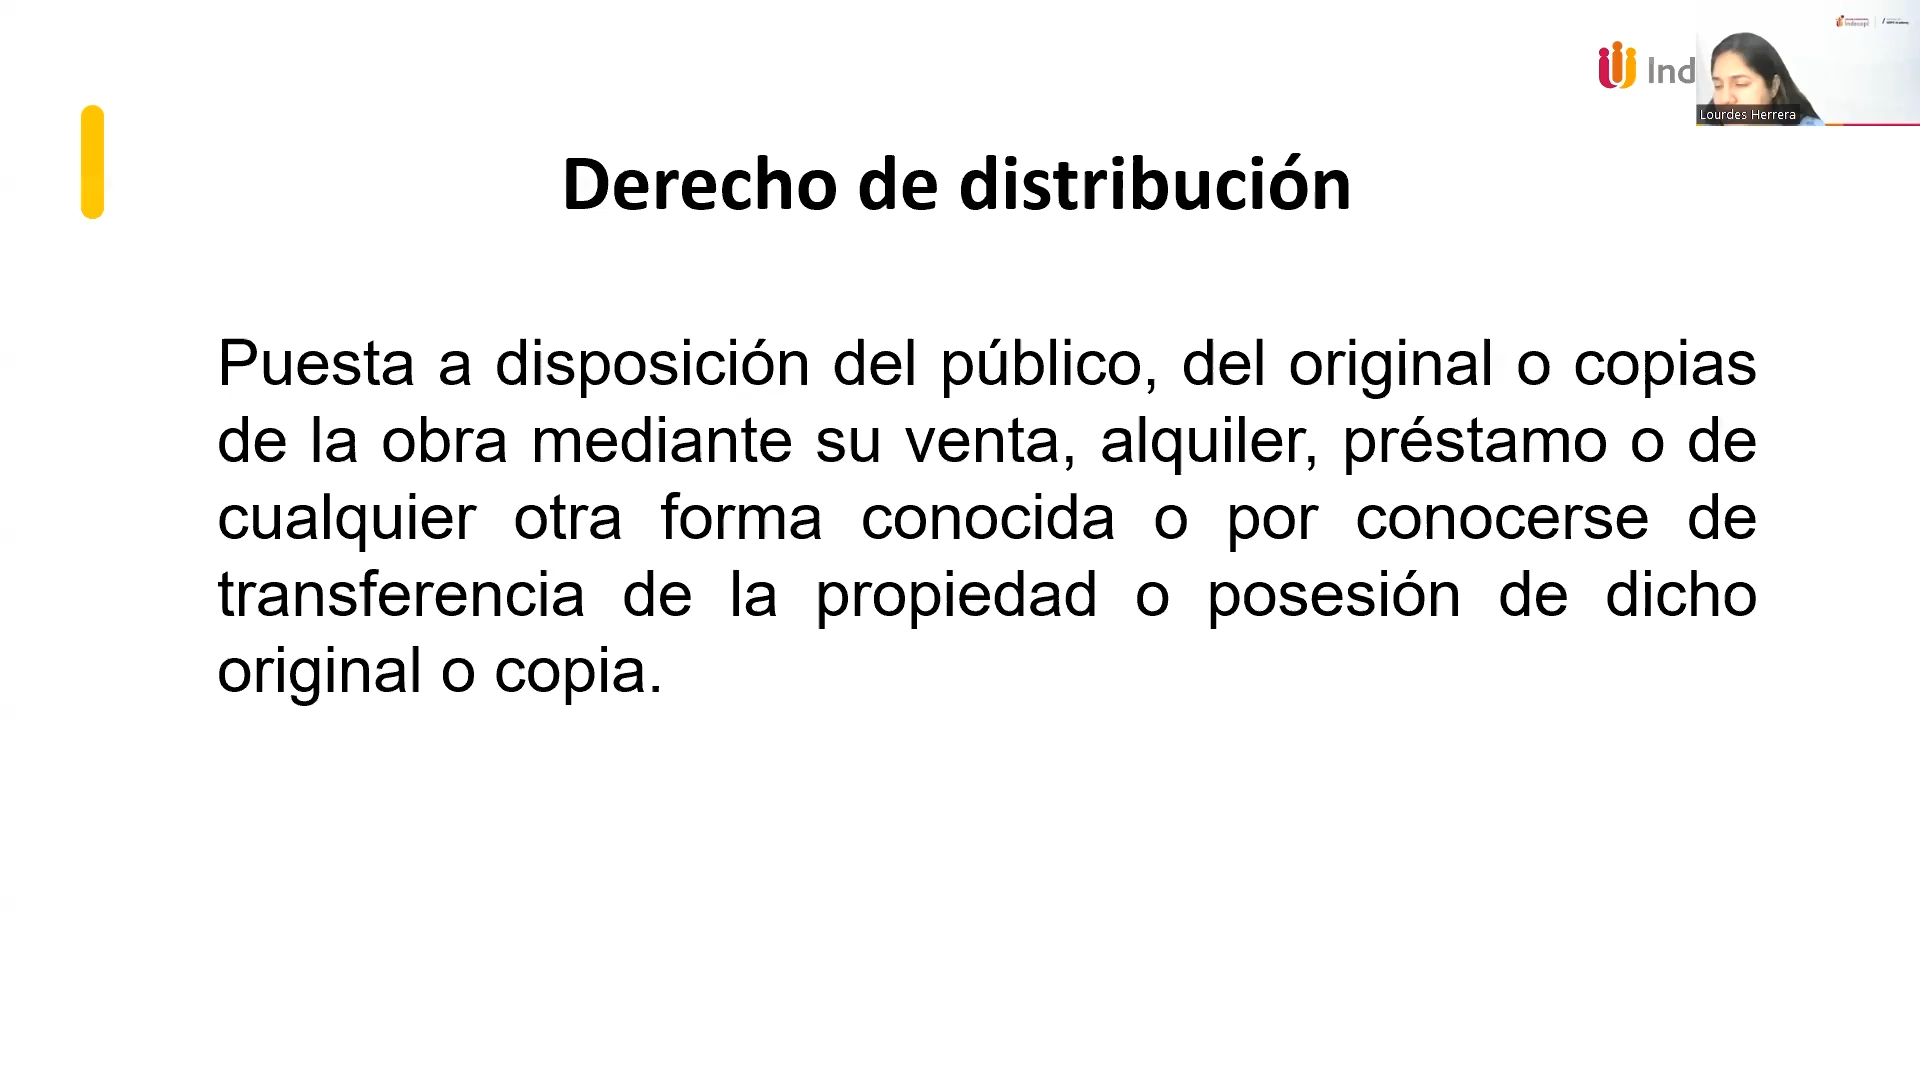 Ind
Lourdes Herrera
Derecho de distribución
Puesta a disposición del público, del original o copias
de la obra mediante su venta, alquiler, préstamo o de
cualquier otra forma conocida o por conocerse de
transferencia de la propiedad o posesión de dicho
original o copia.